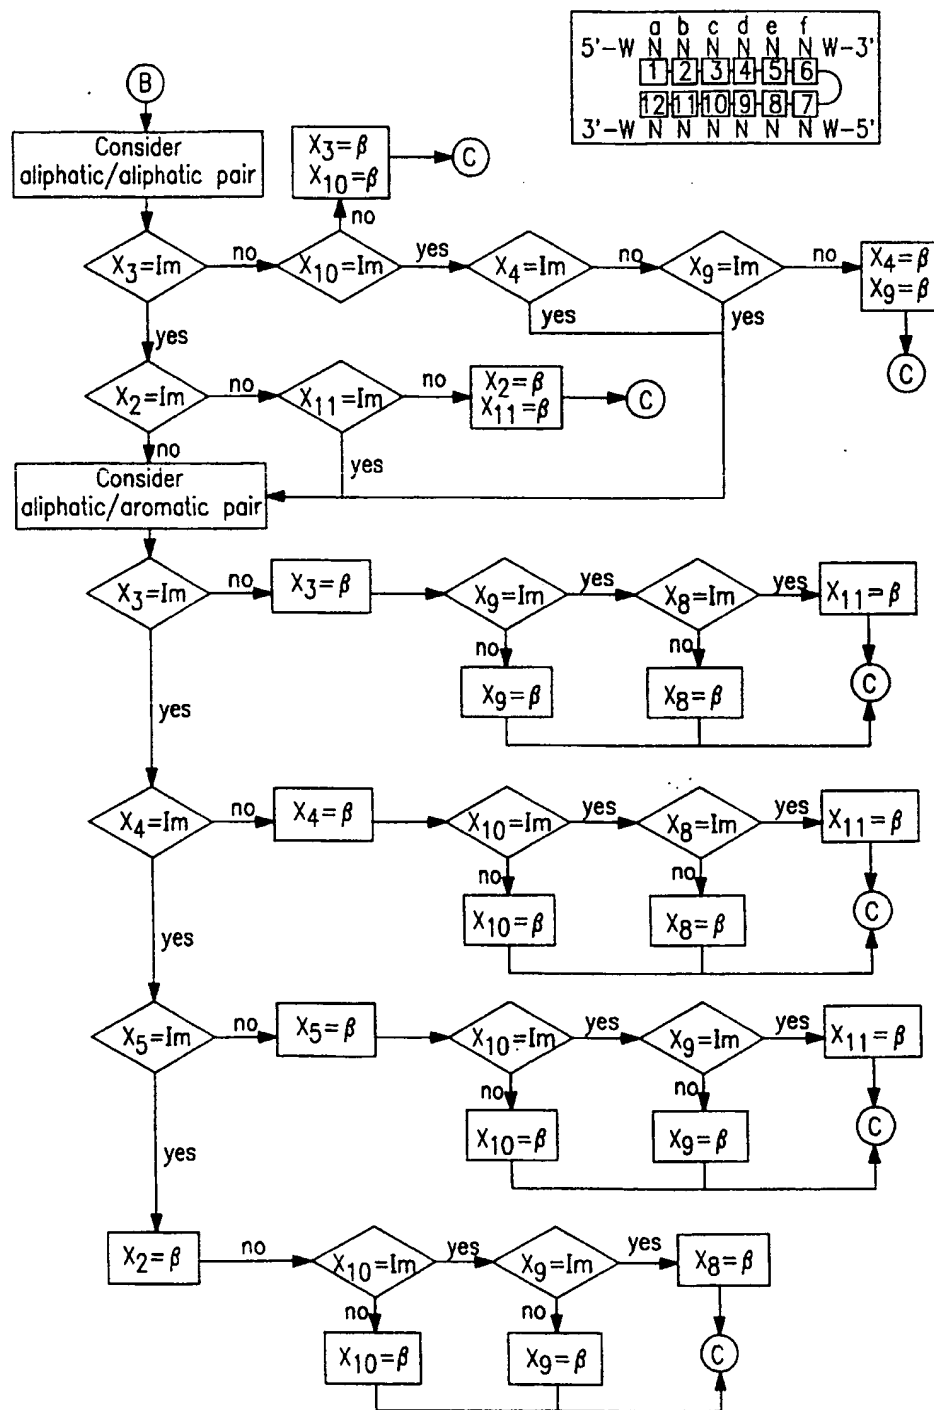 a b c d e f
5'-W N N N N N N W-3'
1 2 3 4 5 6
12 11 10 9 8 7
3'-W N N N N N N W-5'
B
Consider
aliphatic/aliphatic pair
X3=β
X10=β
C
no
X3=Im
no
X10=Im
yes
X4=Im
no
X9=Im
no
X4=β
X9=β
yes
yes
yes
C
X2=Im
no
X11=Im
no
X2=β
X11=β
C
no
yes
Consider
aliphatic/aromatic pair
X3=Im
no
X3=β
X9=Im
yes
X8=Im
yes
X11=β
no
no
X9=β
X8=β
C
yes
X4=Im
no
X4=β
X10=Im
yes
X8=Im
yes
X11=β
no
no
X10=β
X8=β
C
yes
X5=Im
no
X5=β
X10=Im
yes
X9=Im
yes
X11=β
no
no
X10=β
X9=β
C
yes
X2=β
no
X10=Im
yes
X9=Im
yes
X8=β
no
no
X10=β
X9=β
C